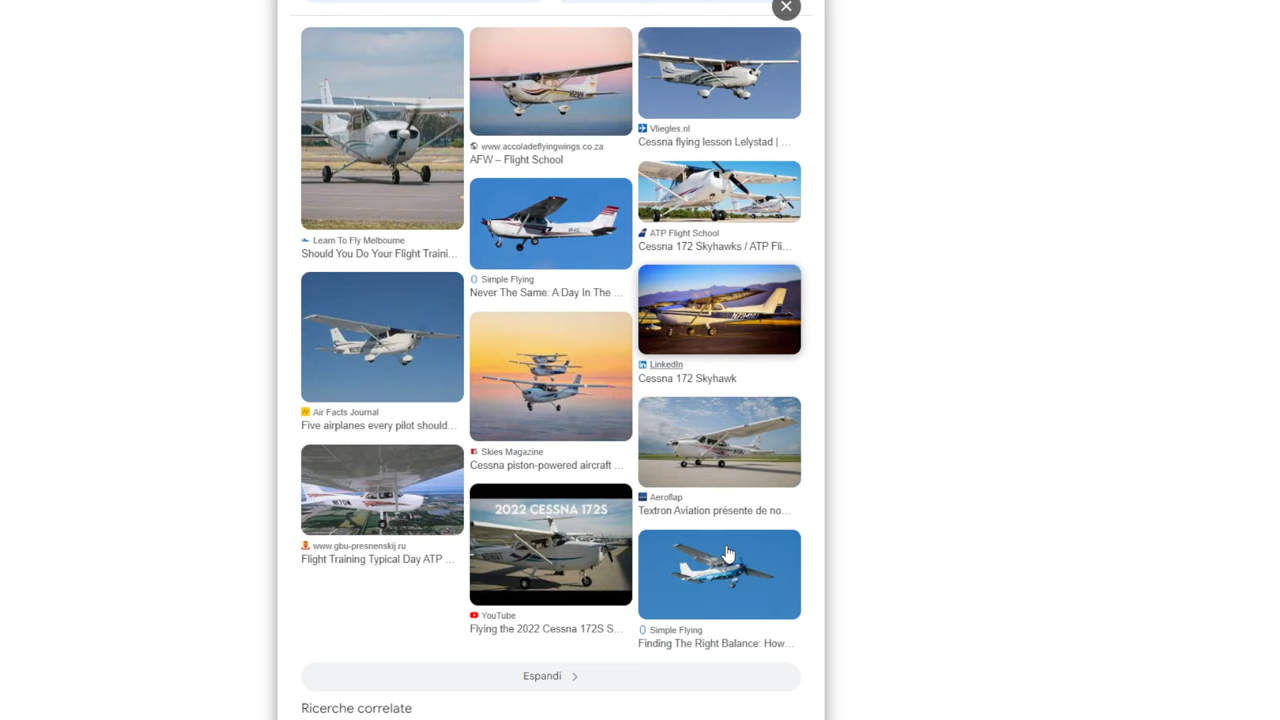 Learn To Fly Melbourne
Should You Do Your Flight Traini...
Air Facts Journal
Five airplanes every pilot should...
www.gbu-presnenskij.ru
Flight Training Typical Day ATP ...
www.accoladeflyingwings.co.za
AFW – Flight School
Simple Flying
Never The Same: A Day In The ...
Skies Magazine
Cessna piston-powered aircraft ...
2022 CESSNA 172S
YouTube
Flying the 2022 Cessna 172S S...
Vliegles.nl
Cessna flying lesson Lelystad | ...
ATP Flight School
Cessna 172 Skyhawks / ATP Fli...
LinkedIn
Cessna 172 Skyhawk
Aeroflap
Textron Aviation présente de no...
Simple Flying
Finding The Right Balance: How...
Espandi
Ricerche correlate